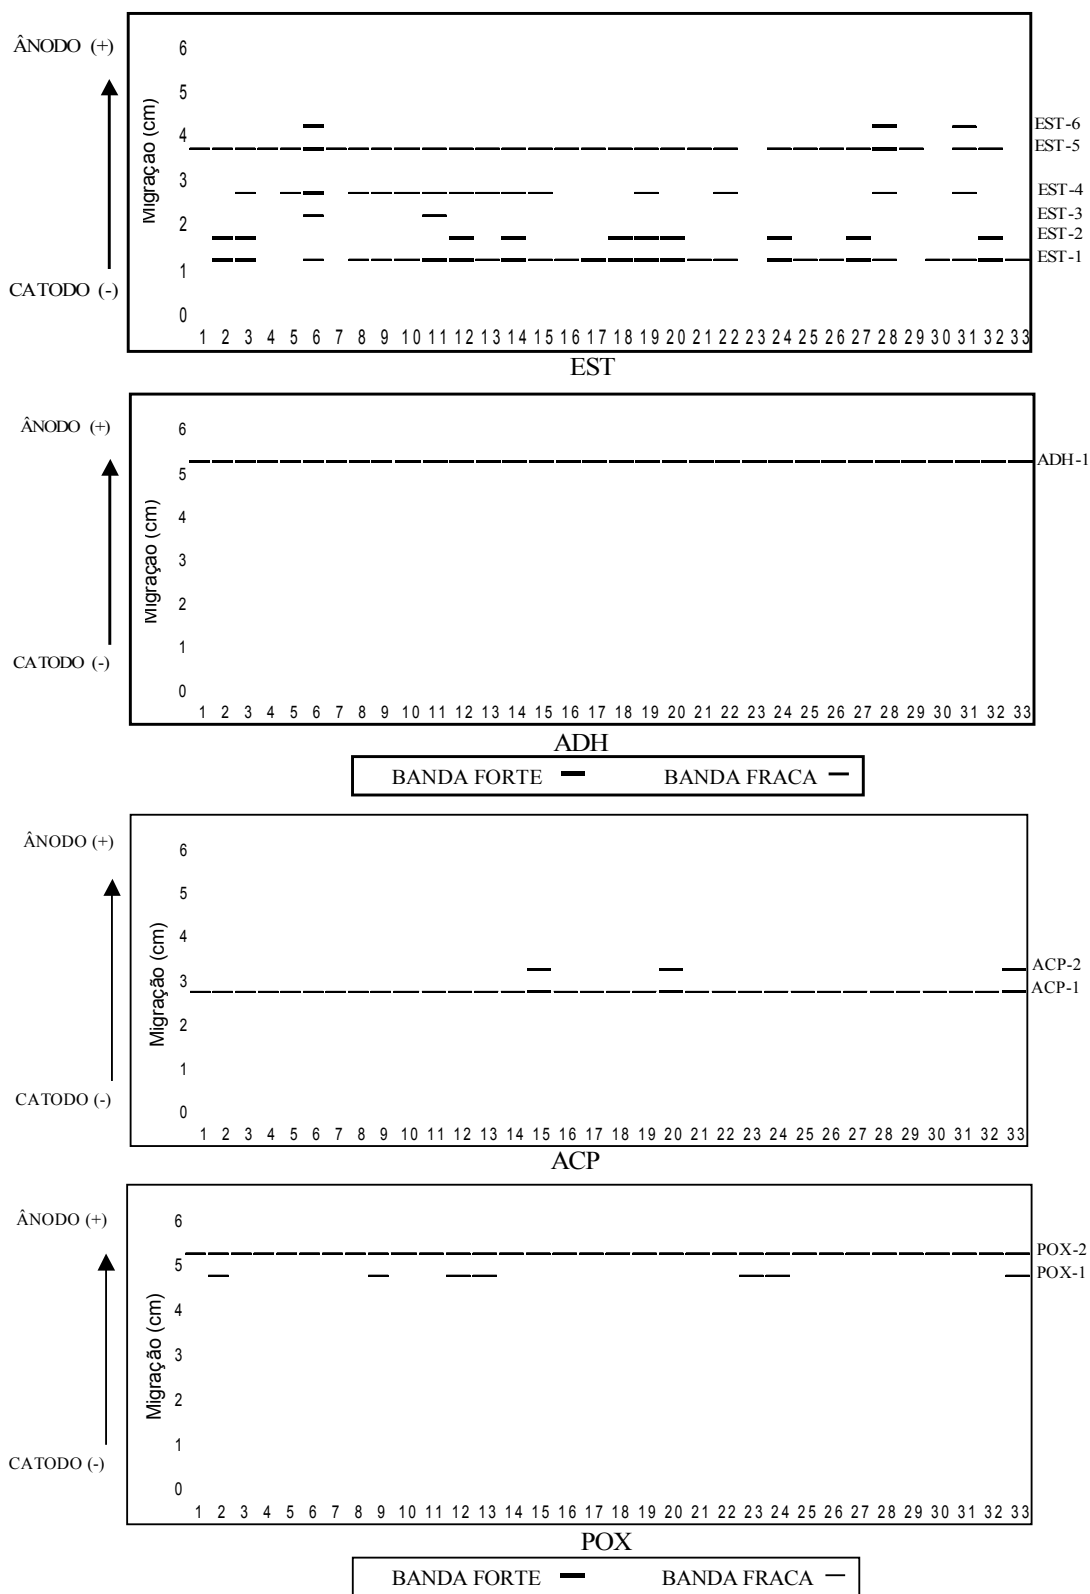 ÂNODO (+)
CATODO (-)
Migração (cm)
6
5
4
3
2
1
0
EST-6
EST-5
EST-4
EST-3
EST-2
EST-1
1 2 3 4 5 6 7 8 9 10 11 12 13 14 15 16 17 18 19 20 21 22 23 24 25 26 27 28 29 30 31 32 33
EST
ÂNODO (+)
CATODO (-)
Migração (cm)
6
5
4
3
2
1
0
ADH-1
1 2 3 4 5 6 7 8 9 10 11 12 13 14 15 16 17 18 19 20 21 22 23 24 25 26 27 28 29 30 31 32 33
ADH
BANDA FORTE BANDA FRACA
ÂNODO (+)
CATODO (-)
Migração (cm)
6
5
4
3
2
1
0
ACP-2
ACP-1
1 2 3 4 5 6 7 8 9 10 11 12 13 14 15 16 17 18 19 20 21 22 23 24 25 26 27 28 29 30 31 32 33
ACP
ÂNODO (+)
CATODO (-)
Migração (cm)
6
5
4
3
2
1
0
POX-2
POX-1
1 2 3 4 5 6 7 8 9 10 11 12 13 14 15 16 17 18 19 20 21 22 23 24 25 26 27 28 29 30 31 32 33
POX
BANDA FORTE BANDA FRACA